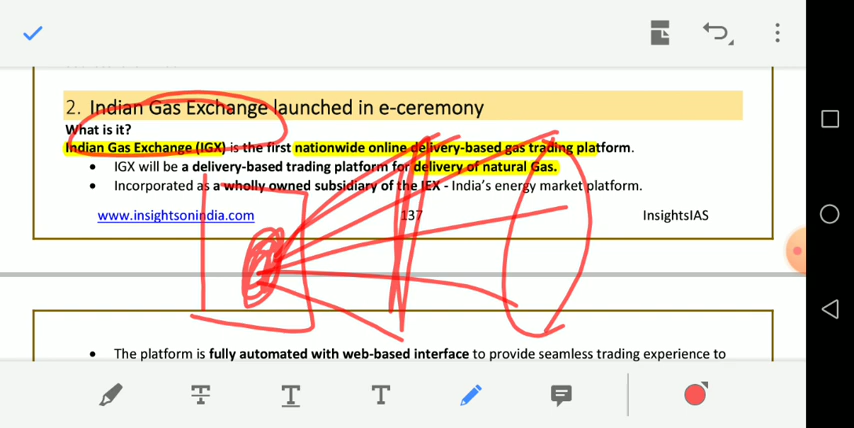 2. Indian Gas Exchange launched in e-ceremony
What is it?
Indian Gas Exchange (IGX) is the first nationwide online delivery-based gas trading platform.
• IGX will be a delivery-based trading platform for delivery of natural Gas.
• Incorporated as a wholly owned subsidiary of the IEX - India’s energy market platform.
www.insightsonindia.com 137 InsightsIAS
• The platform is fully automated with web-based interface to provide seamless trading experience to
T T T